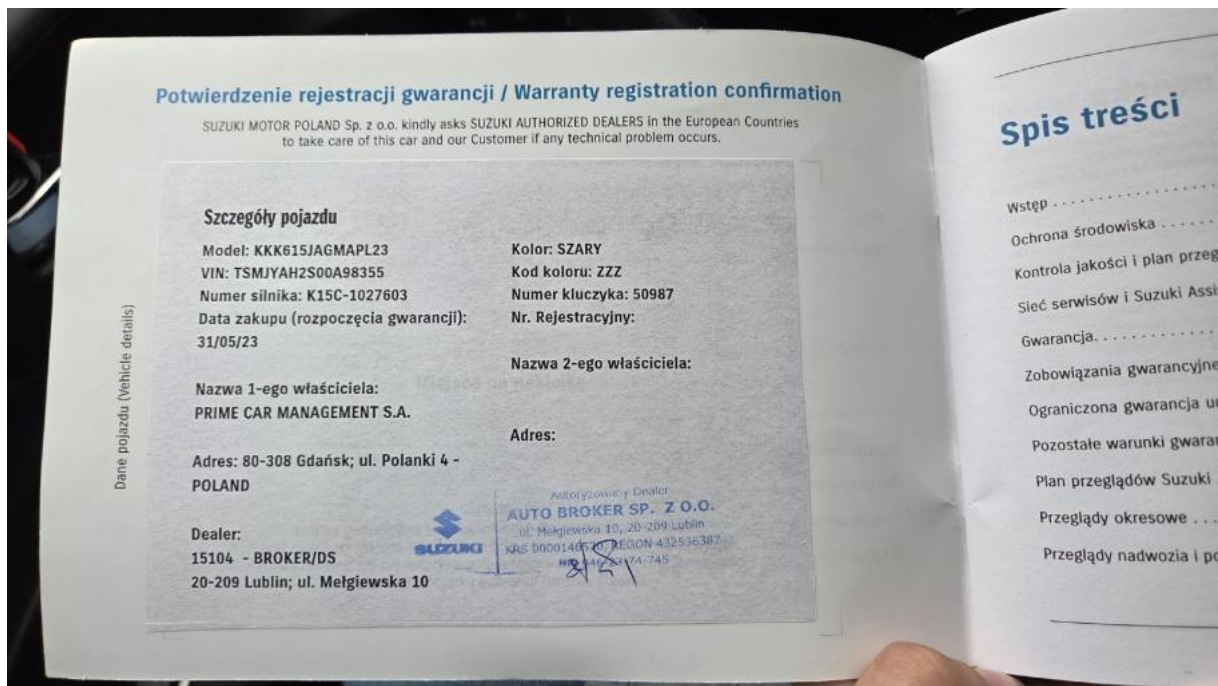 Potwierdzenie rejestracji gwarancji / Warranty registration confirmation
SUZUKI MOTOR POLAND Sp. z o.o. kindly asks SUZUKI AUTHORIZED DEALERS in the European Countries
to take care of this car and our Customer if any technical problem occurs.
Dane pojazdu (Vehicle details)
Szczegóły pojazdu
Model: KKK615JAGMAPL23
VIN: TSMJYAH2S00A98355
Numer silnika: K15C-1027603
Data zakupu (rozpoczęcia gwarancji):
31/05/23
Nazwa 1-ego właściciela:
PRIME CAR MANAGEMENT S.A.
Adres: 80-308 Gdańsk; ul. Polanki 4 -
POLAND
Dealer:
15104 - BROKER/DS
20-209 Lublin; ul. Mełgiewska 10
Kolor: SZARY
Kod koloru: ZZZ
Numer kluczyka: 50987
Nr. Rejestracyjny:
Nazwa 2-ego właściciela:
Adres:
SUZUKI
Autoryzowany Dealer
AUTO BROKER SP. Z O.O.
ul. Mełgiewska 10, 20-209 Lublin
KRS REGON 432536387
Spis treści
Wstęp
Ochrona środowiska
Kontrola jakości i plan przeg
Sieć serwisów i Suzuki Assi
Gwarancja
Zobowiązania gwarancyjne
Ograniczona gwarancja
Pozostałe warunki gwara
Plan przeglądów Suzuki
Przeglądy okresowe
Przeglądy nadwozia i